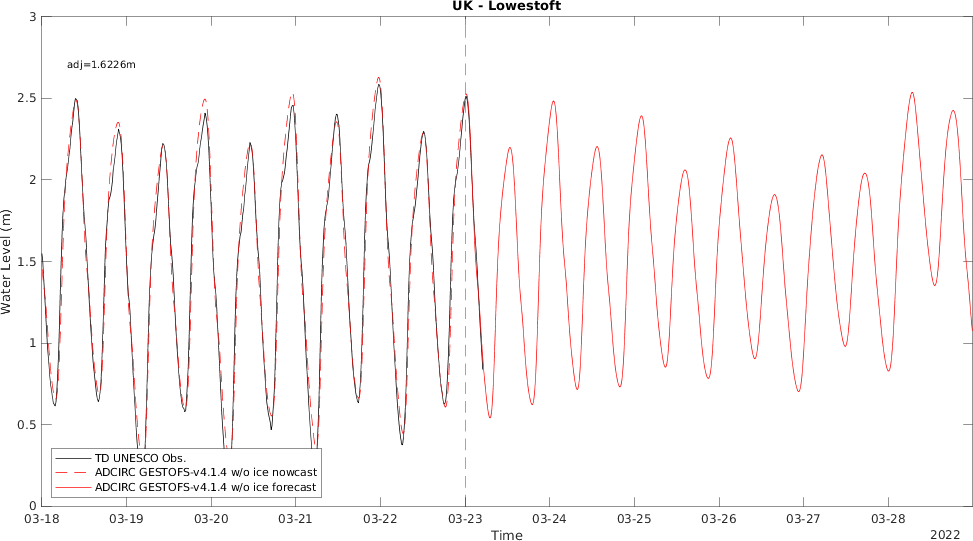 UK - Lowestoft
3
adj=1.6226m
2.5
2
1.5
1
0.5
0
Water Level (m)
TD UNESCO Obs.
ADCIRC GESTOFS-v4.1.4 w/o ice nowcast
ADCIRC GESTOFS-v4.1.4 w/o ice forecast
03-18 03-19 03-20 03-21 03-22 03-23 03-24 03-25 03-26 03-27 03-28
Time
2022